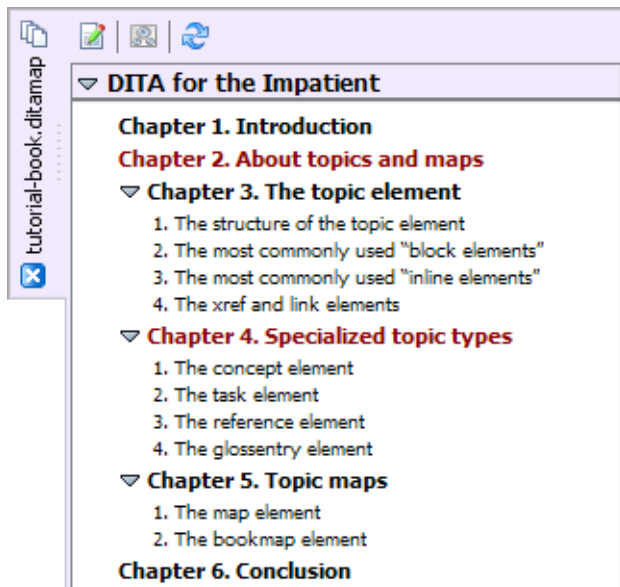 tutorial-book.ditamap
DITA for the Impatient
Chapter 1. Introduction
Chapter 2. About topics and maps
Chapter 3. The topic element
1. The structure of the topic element
2. The most commonly used “block elements”
3. The most commonly used “inline elements”
4. The xref and link elements
Chapter 4. Specialized topic types
1. The concept element
2. The task element
3. The reference element
4. The glossentry element
Chapter 5. Topic maps
1. The map element
2. The bookmap element
Chapter 6. Conclusion